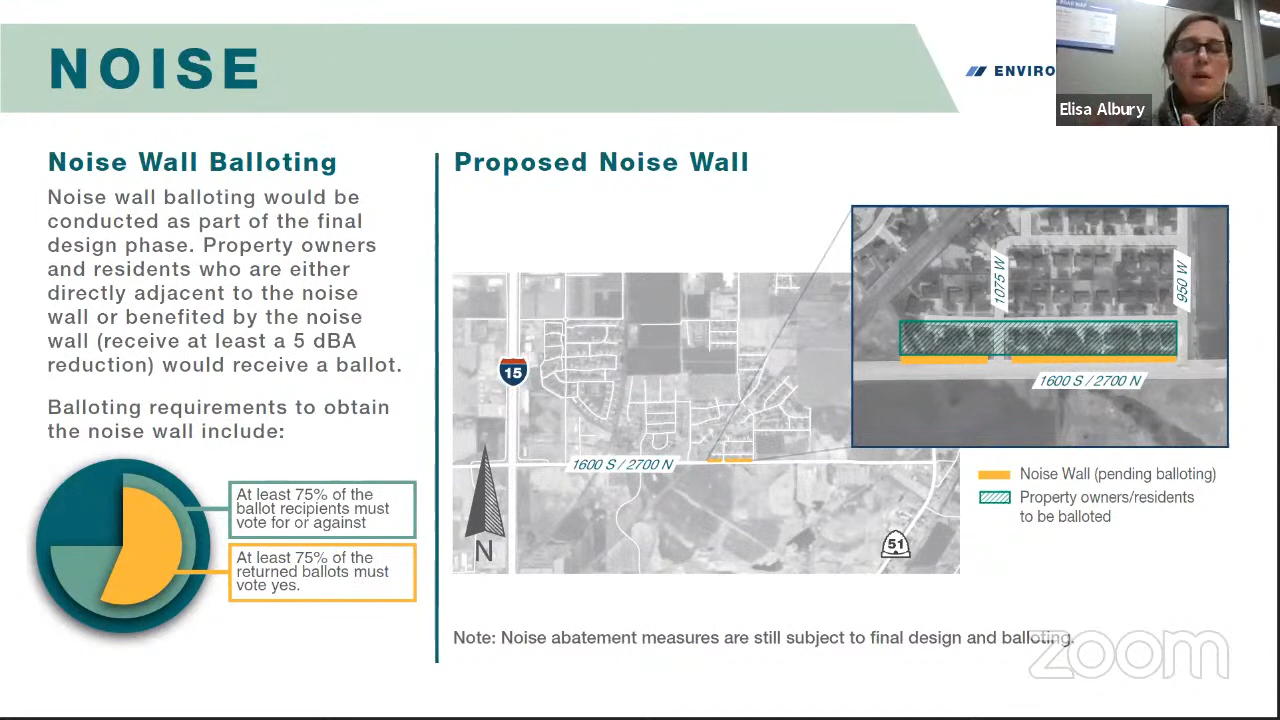 NOISE
ENVIRO
Elisa Albury
Noise Wall Balloting
Noise wall balloting would be
conducted as part of the final
design phase. Property owners
and residents who are either
directly adjacent to the noise
wall or benefited by the noise
wall (receive at least a 5 dBA
reduction) would receive a ballot.
Balloting requirements to obtain
the noise wall include:
At least 75% of the
ballot recipients must
vote for or against
At least 75% of the
returned ballots must
vote yes.
Proposed Noise Wall
15
1600 S / 2700 N
N
51
1075 W
950 W
1600 S / 2700 N
Noise Wall (pending balloting)
Property owners/residents
to be balloted
Note: Noise abatement measures are still subject to final design and balloting.
zoom